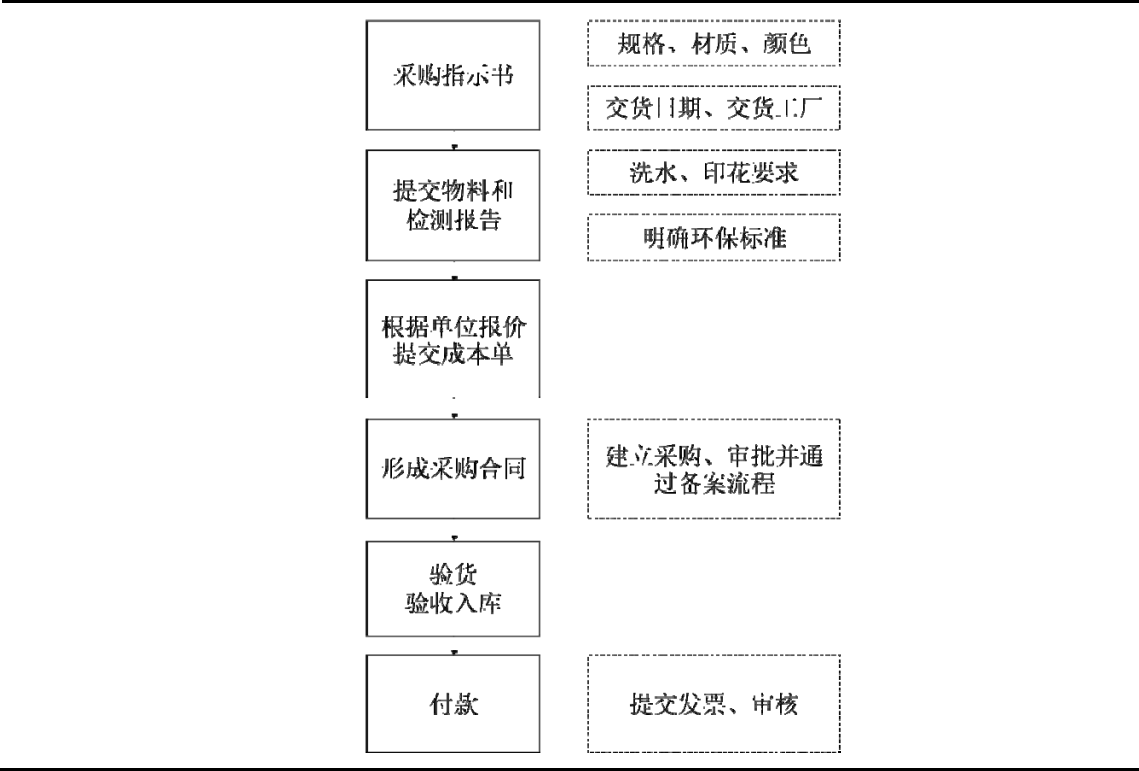 采购指示书
规格、材质、颜色
交货日期、交货工厂
提交物料和
检测报告
洗水、印花要求
明确环保标准
根据单位报价
提交成本单
形成采购合同
建立采购、审批并通
过备案流程
验货
验收入库
付款
提交发票、审核